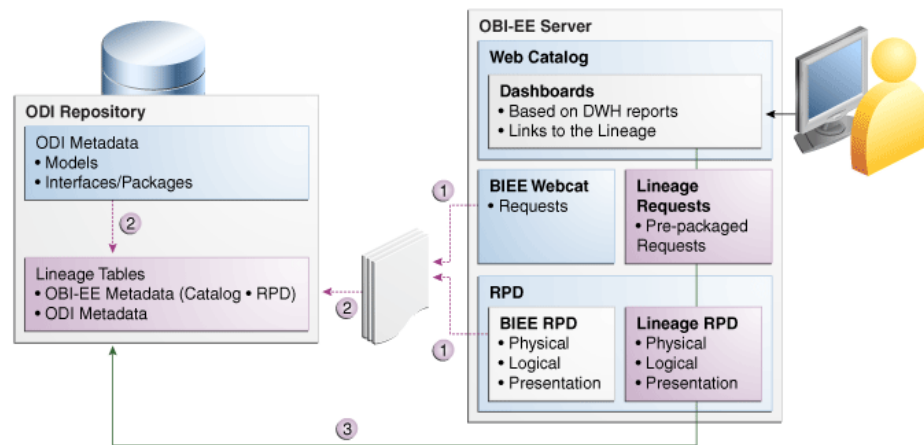 OBI-EE Server
Web Catalog
Dashboards
• Based on DWH reports
• Links to the Lineage
ODI Repository
ODI Metadata
• Models
• Interfaces/Packages
2
Lineage Tables
• OBI-EE Metadata (Catalog • RPD)
• ODI Metadata
1
2
1
BIEE Webcat
• Requests
Lineage
Requests
• Pre-packaged
Requests
RPD
BIEE RPD
• Physical
• Logical
• Presentation
Lineage RPD
• Physical
• Logical
• Presentation
3